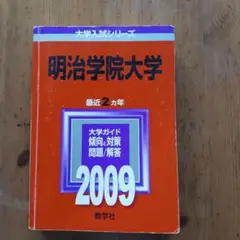 大学入試シリーズ
明治学院大学
最近2カ年
大学ガイド
傾向と対策
問題/解答
2009
教学社